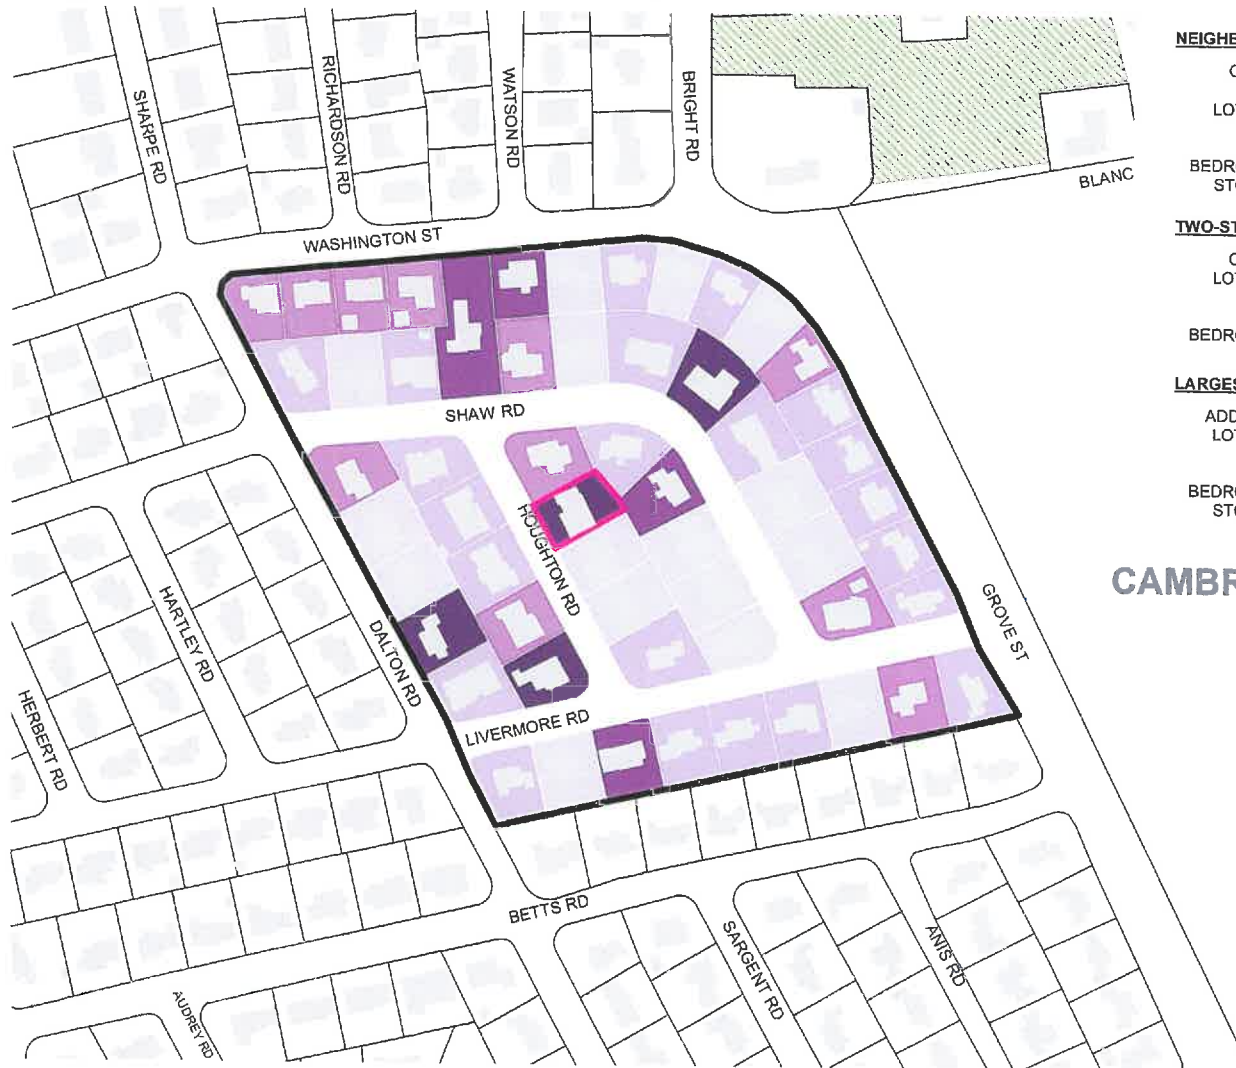 SHARPE RD
RICHARDSON RD
WATSON RD
BRIGHT RD
BLANC
WASHINGTON ST
SHAW RD
HOUGHTON RD
HARTLEY RD
DALTON RD
HERBERT RD
LIVERMORE RD
GROVE ST
BETTS RD
SARGENT RD
ANIS RD
AUDREY RD
NEIGHB
C
LOT
BEDRO
STO
TWO-ST
C
LOT
BEDRO
LARGES
ADD
LOT
BEDRO
STO
CAMBR